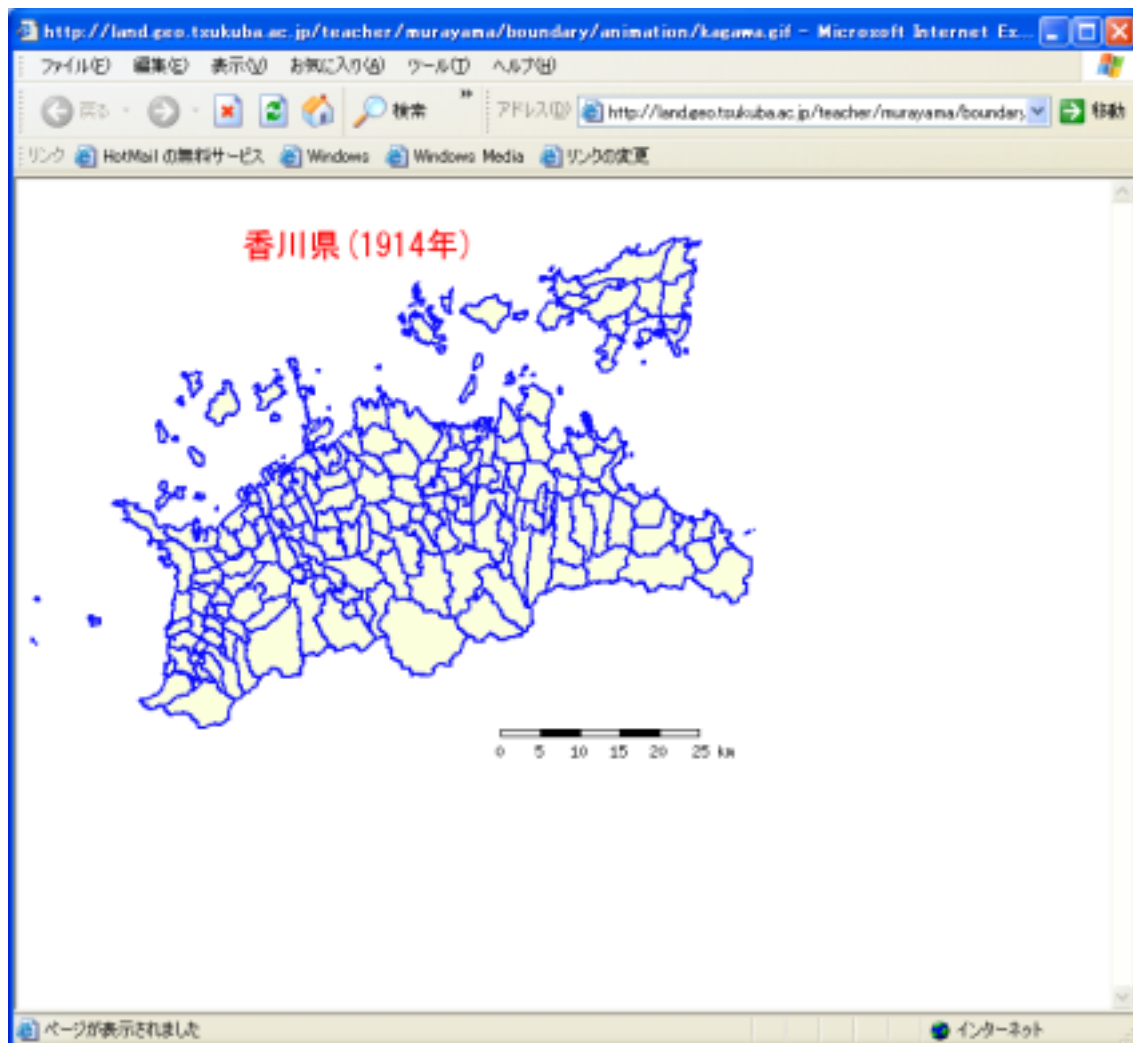 http://land.geo.tsukuba.ac.jp/teacher/murayama/boundary/animation/kagawa.gif - Microsoft Internet Ex...
ファイル(F) 編集(E) 表示(V) お気に入り(A) ツール(T) ヘルプ(H)
戻る 検索 » アドレス(D) http://land.geo.tsukuba.ac.jp/teacher/murayama/boundary 移動
リンク HotMail の無料サービス Windows Windows Media リンクの変更
香川県(1914年)
0 5 10 15 20 25 km
ページが表示されました インターネット